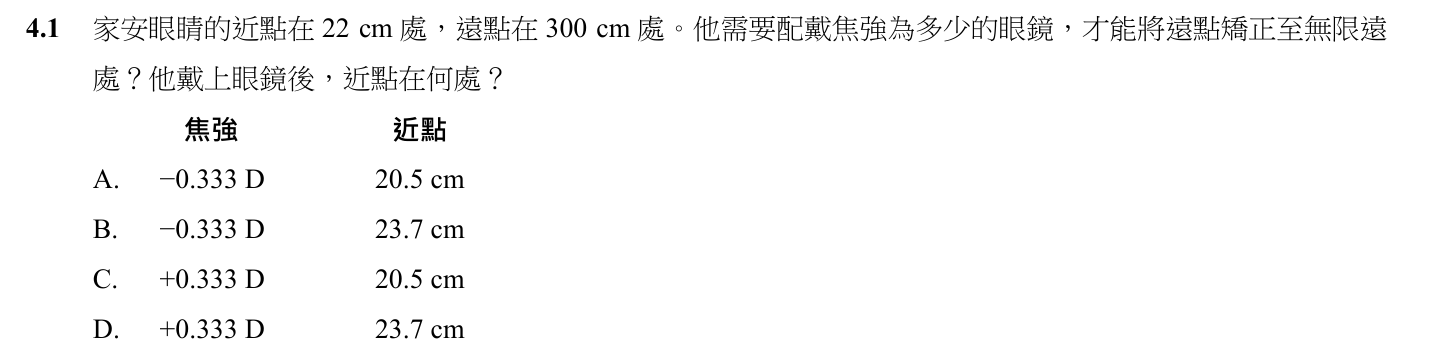 4.1 家安眼睛的近點在 22 cm 處，遠點在 300 cm 處。他需要配戴焦強為多少的眼鏡，才能將遠點矯正至無限遠
處？他戴上眼鏡後，近點在何處？
焦強 近點
A. −0.333 D 20.5 cm
B. −0.333 D 23.7 cm
C. +0.333 D 20.5 cm
D. +0.333 D 23.7 cm